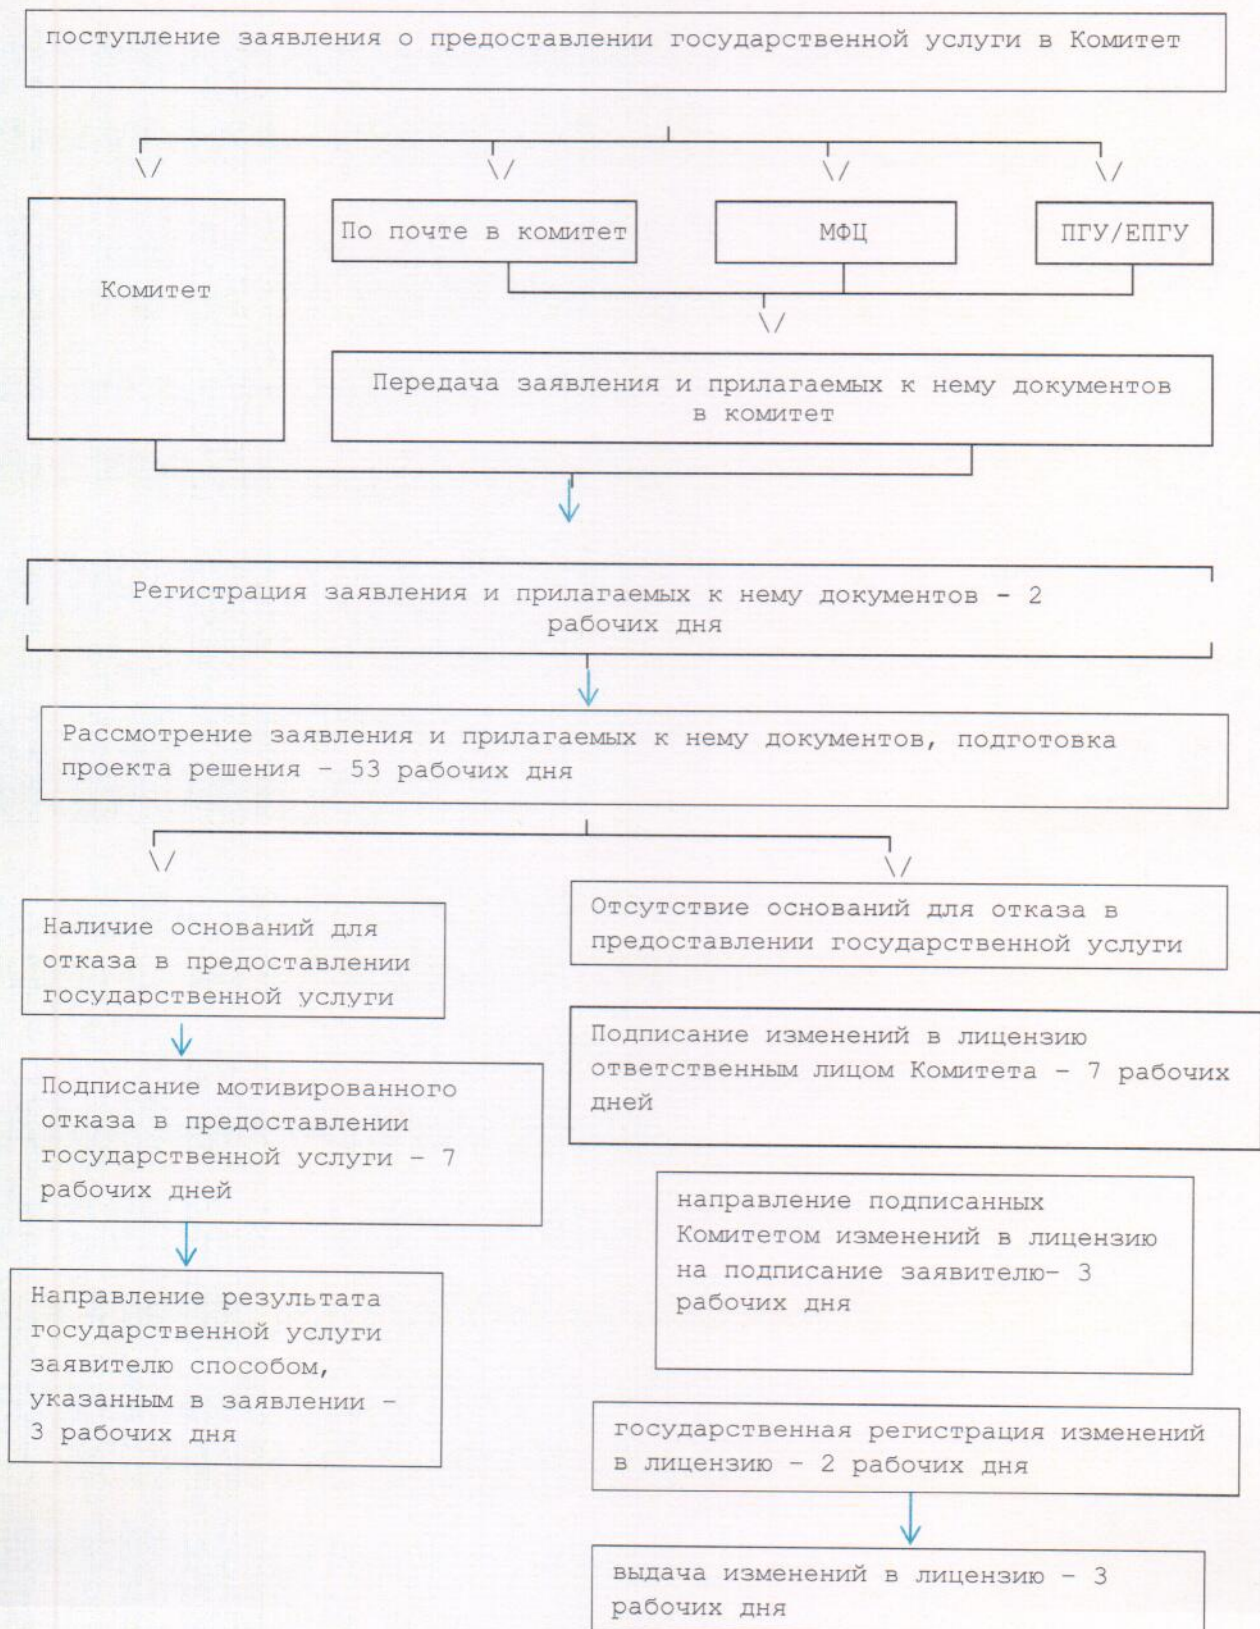 поступление заявления о предоставлении государственной услуги в Комитет
\/ \/ \/ \/
Комитет
По почте в комитет
МФЦ
ПГУ/ЕПГУ
\/
Передача заявления и прилагаемых к нему документов
в комитет
Регистрация заявления и прилагаемых к нему документов – 2
рабочих дня
Рассмотрение заявления и прилагаемых к нему документов, подготовка
проекта решения – 53 рабочих дня
\/ \/
Наличие оснований для
отказа в предоставлении
государственной услуги
Подписание мотивированного
отказа в предоставлении
государственной услуги – 7
рабочих дней
Направление результата
государственной услуги
заявителю способом,
указанным в заявлении –
3 рабочих дня
Отсутствие оснований для отказа в
предоставлении государственной услуги
Подписание изменений в лицензию
ответственным лицом Комитета – 7 рабочих
дней
направление подписанных
Комитетом изменений в лицензию
на подписание заявителю– 3
рабочих дня
государственная регистрация изменений
в лицензию – 2 рабочих дня
выдача изменений в лицензию – 3
рабочих дня